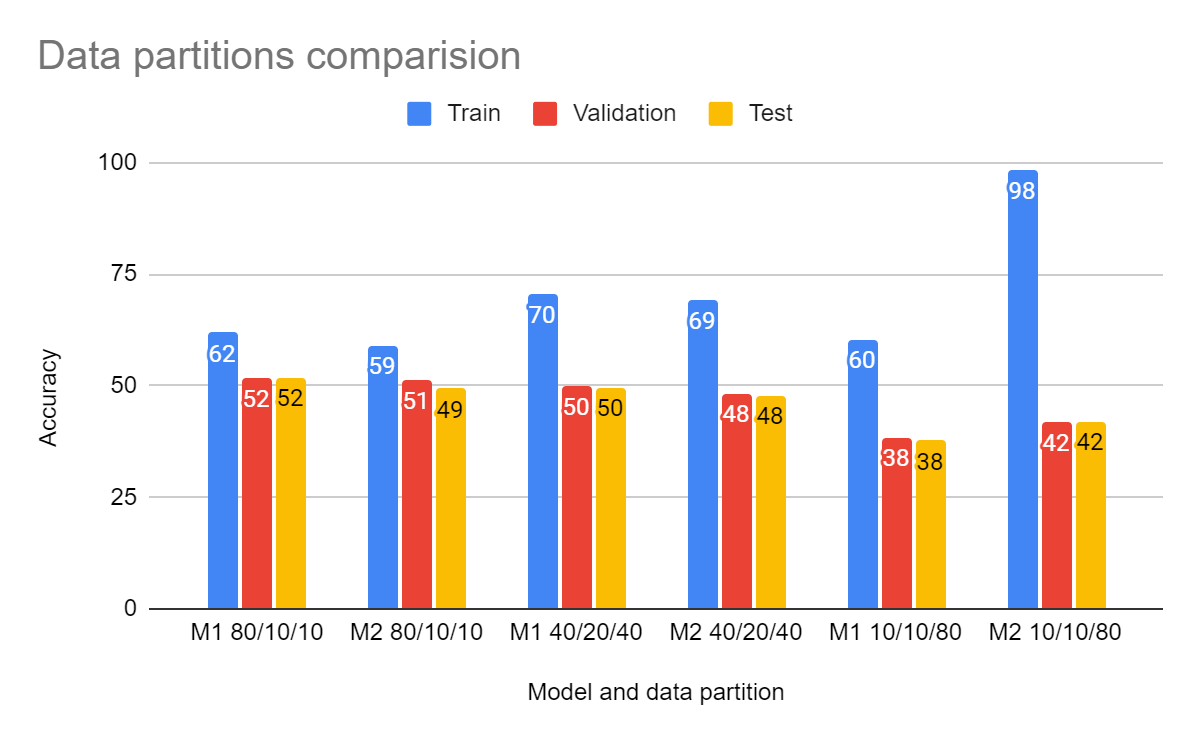 Data partitions comparision
Train Validation Test
100
75
50
25
0
Accuracy
62 52 52
59 51 49
70 50 50
69 48 48
60 38 38
98 42 42
M1 80/10/10 M2 80/10/10 M1 40/20/40 M2 40/20/40 M1 10/10/80 M2 10/10/80
Model and data partition